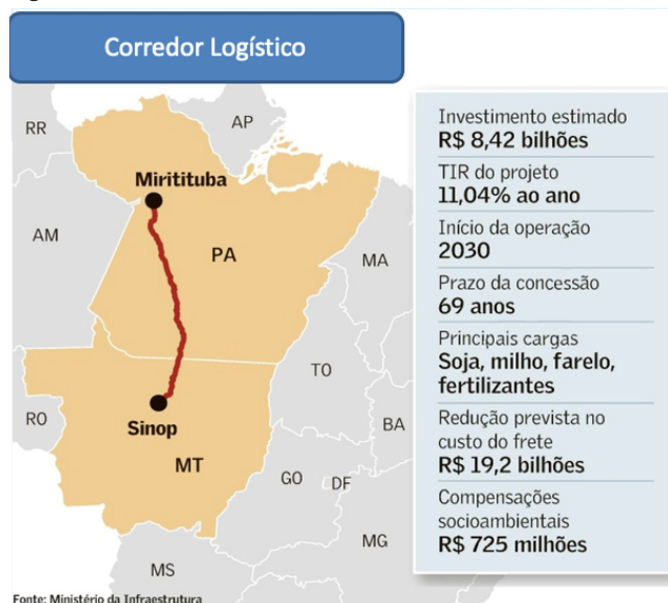 Corredor Logístico
RR
AP
Miritituba
AM
PA
MA
TO
RO
Sinop
BA
MT
GO
DF
MG
MS
Fonte: Ministério da Infraestrutura
Investimento estimado
R$ 8,42 bilhões
TIR do projeto
11,04% ao ano
Início da operação
2030
Prazo da concessão
69 anos
Principais cargas
Soja, milho, farelo,
fertilizantes
Redução prevista no
custo do frete
R$ 19,2 bilhões
Compensações
socioambientais
R$ 725 milhões